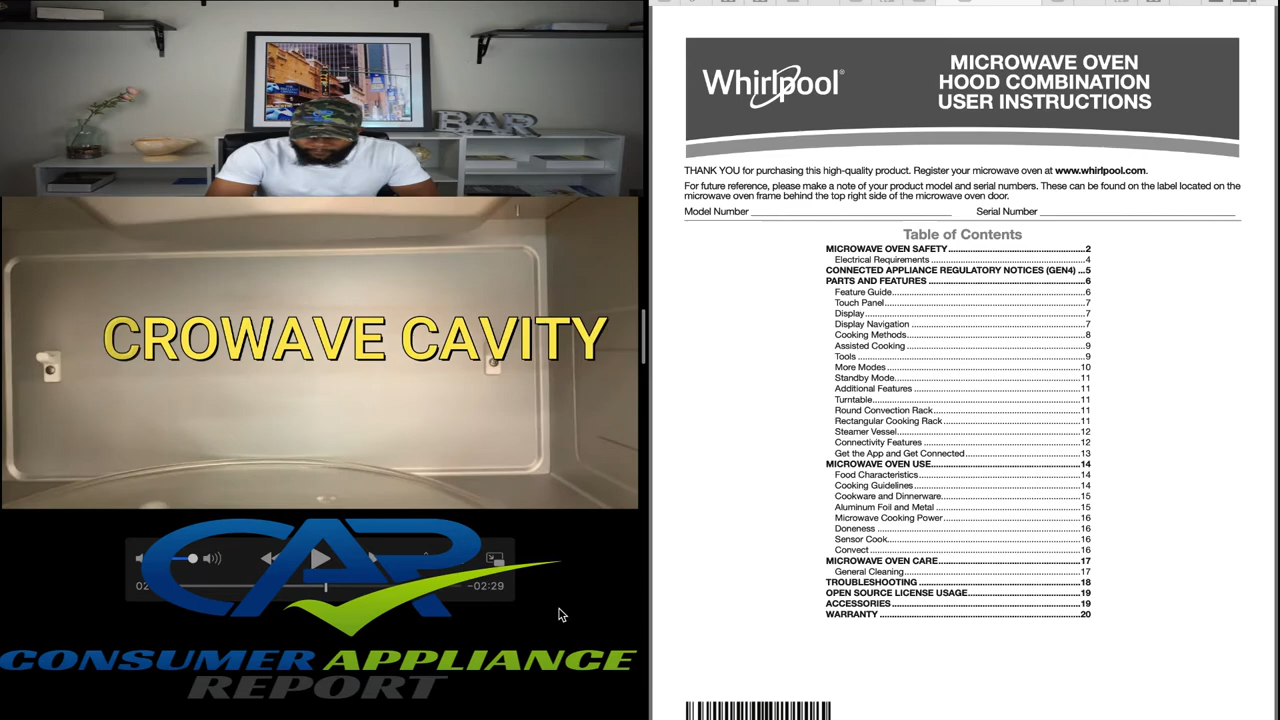 BAR
CROWAVE CAVITY
02
-02:29
CAR
CONSUMER APPLIANCE
REPORT
Whirlpool®
MICROWAVE OVEN
HOOD COMBINATION
USER INSTRUCTIONS
THANK YOU for purchasing this high-quality product. Register your microwave oven at www.whirlpool.com.
For future reference, please make a note of your product model and serial numbers. These can be found on the label located on the
microwave oven frame behind the top right side of the microwave oven door.
Model Number ____ Serial Number ____
Table of Contents
MICROWAVE OVEN SAFETY ... 2
Electrical Requirements ... 4
CONNECTED APPLIANCE REGULATORY NOTICES (GEN4) ... 5
PARTS AND FEATURES ... 6
Feature Guide ... 6
Touch Panel ... 7
Display ... 7
Display Navigation ... 7
Cooking Methods ... 8
Assisted Cooking ... 9
Tools ... 9
More Modes ... 10
Standby Mode ... 11
Additional Features ... 11
Turntable ... 11
Round Convection Rack ... 11
Rectangular Cooking Rack ... 11
Steamer Vessel ... 12
Connectivity Features ... 12
Get the App and Get Connected ... 13
MICROWAVE OVEN USE ... 14
Food Characteristics ... 14
Cooking Guidelines ... 14
Cookware and Dinnerware ... 15
Aluminum Foil and Metal ... 15
Microwave Cooking Power ... 16
Doneness ... 16
Sensor Cook ... 16
Convect ... 16
MICROWAVE OVEN CARE ... 17
General Cleaning ... 17
TROUBLESHOOTING ... 18
OPEN SOURCE LICENSE USAGE ... 19
ACCESSORIES ... 19
WARRANTY ... 20